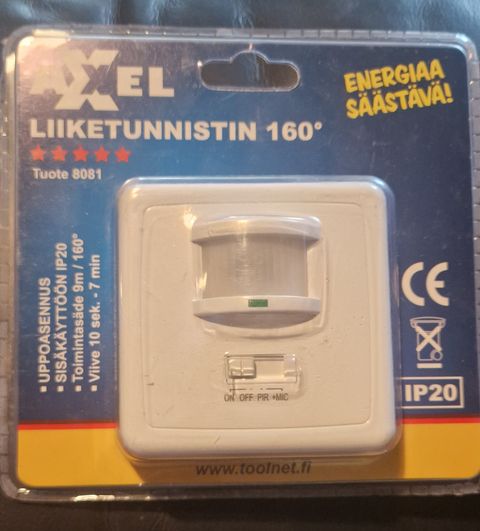 AXXEL
ENERGIAA
SÄÄSTÄVÄ!
LIIKETUNNISTIN 160°
Tuote 8081
▪ UPPOASENNUS
▪ SISÄKÄYTTÖÖN IP20
▪ Toimintasäde 9m / 160°
▪ Viive 10 sek. - 7 min
CE
IP20
ON OFF PIR +MIC
www.toolnet.fi